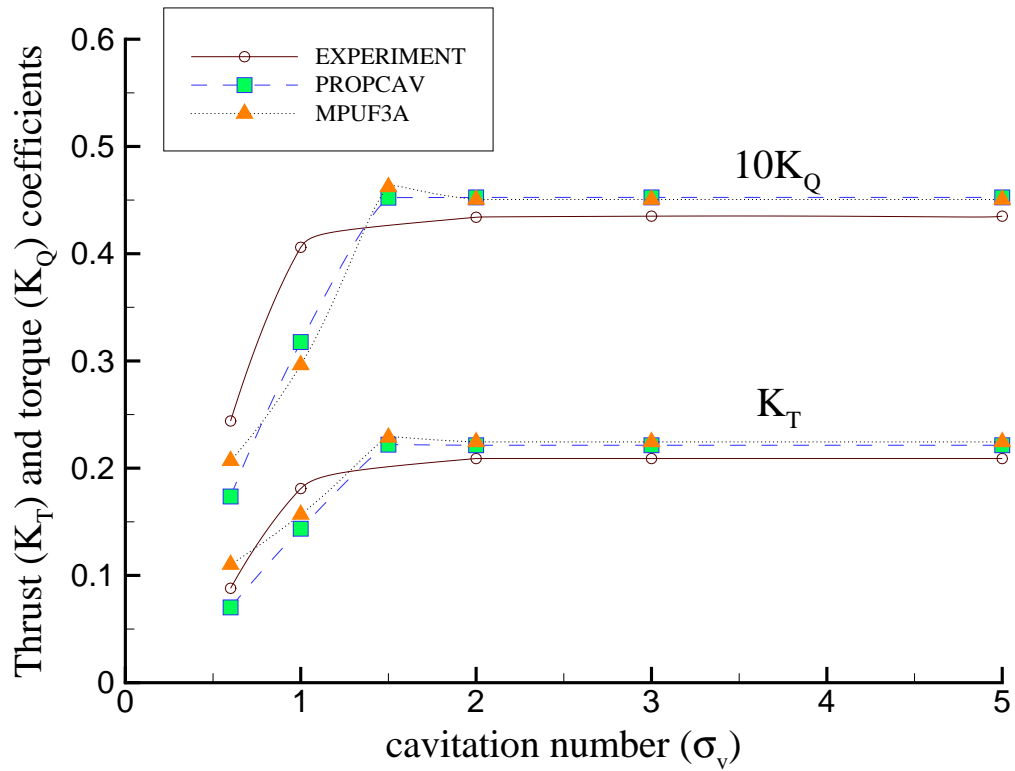 EXPERIMENT
PROPCAV
MPUF3A
0.6
0.5
0.4
0.3
0.2
0.1
0
Thrust (K_T) and torque (K_Q) coefficients
10K_Q
K_T
0 1 2 3 4 5
cavitation number (σ_v)